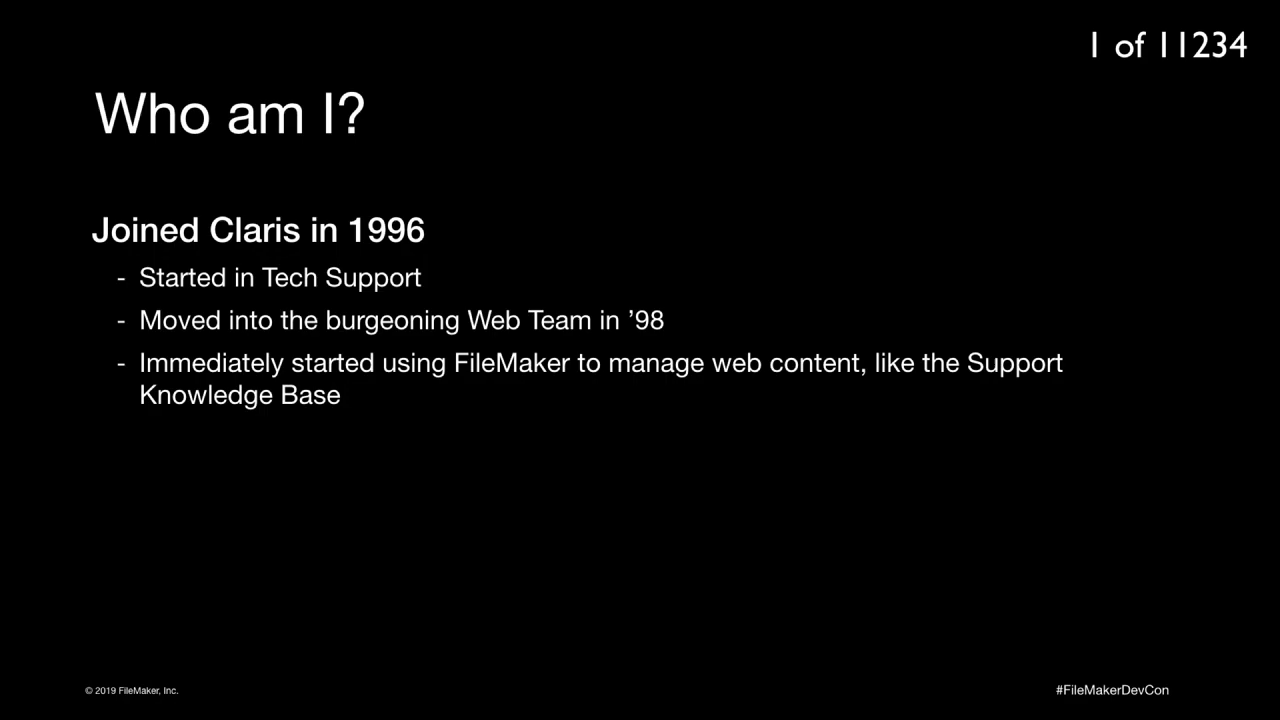 1 of 11234
Who am I?
Joined Claris in 1996
- Started in Tech Support
- Moved into the burgeoning Web Team in ’98
- Immediately started using FileMaker to manage web content, like the Support
Knowledge Base
© 2019 FileMaker, Inc.
#FileMakerDevCon